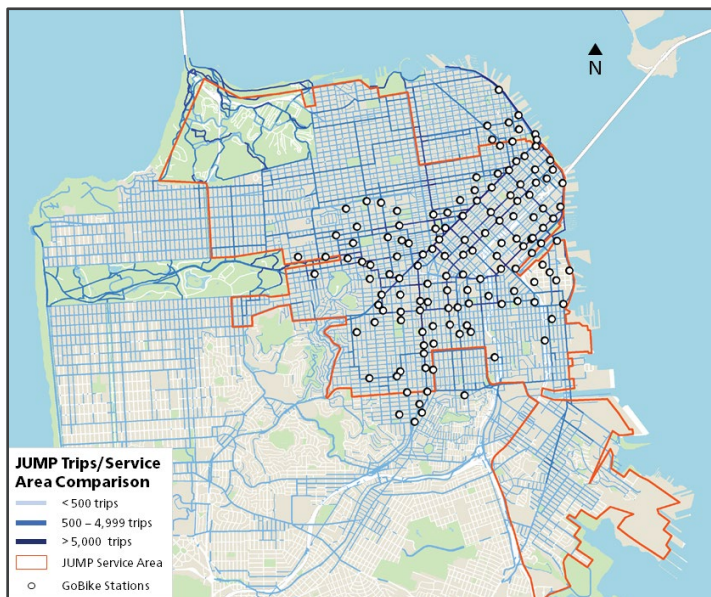 N
JUMP Trips/Service
Area Comparison
< 500 trips
500 – 4,999 trips
> 5,000 trips
JUMP Service Area
GoBike Stations